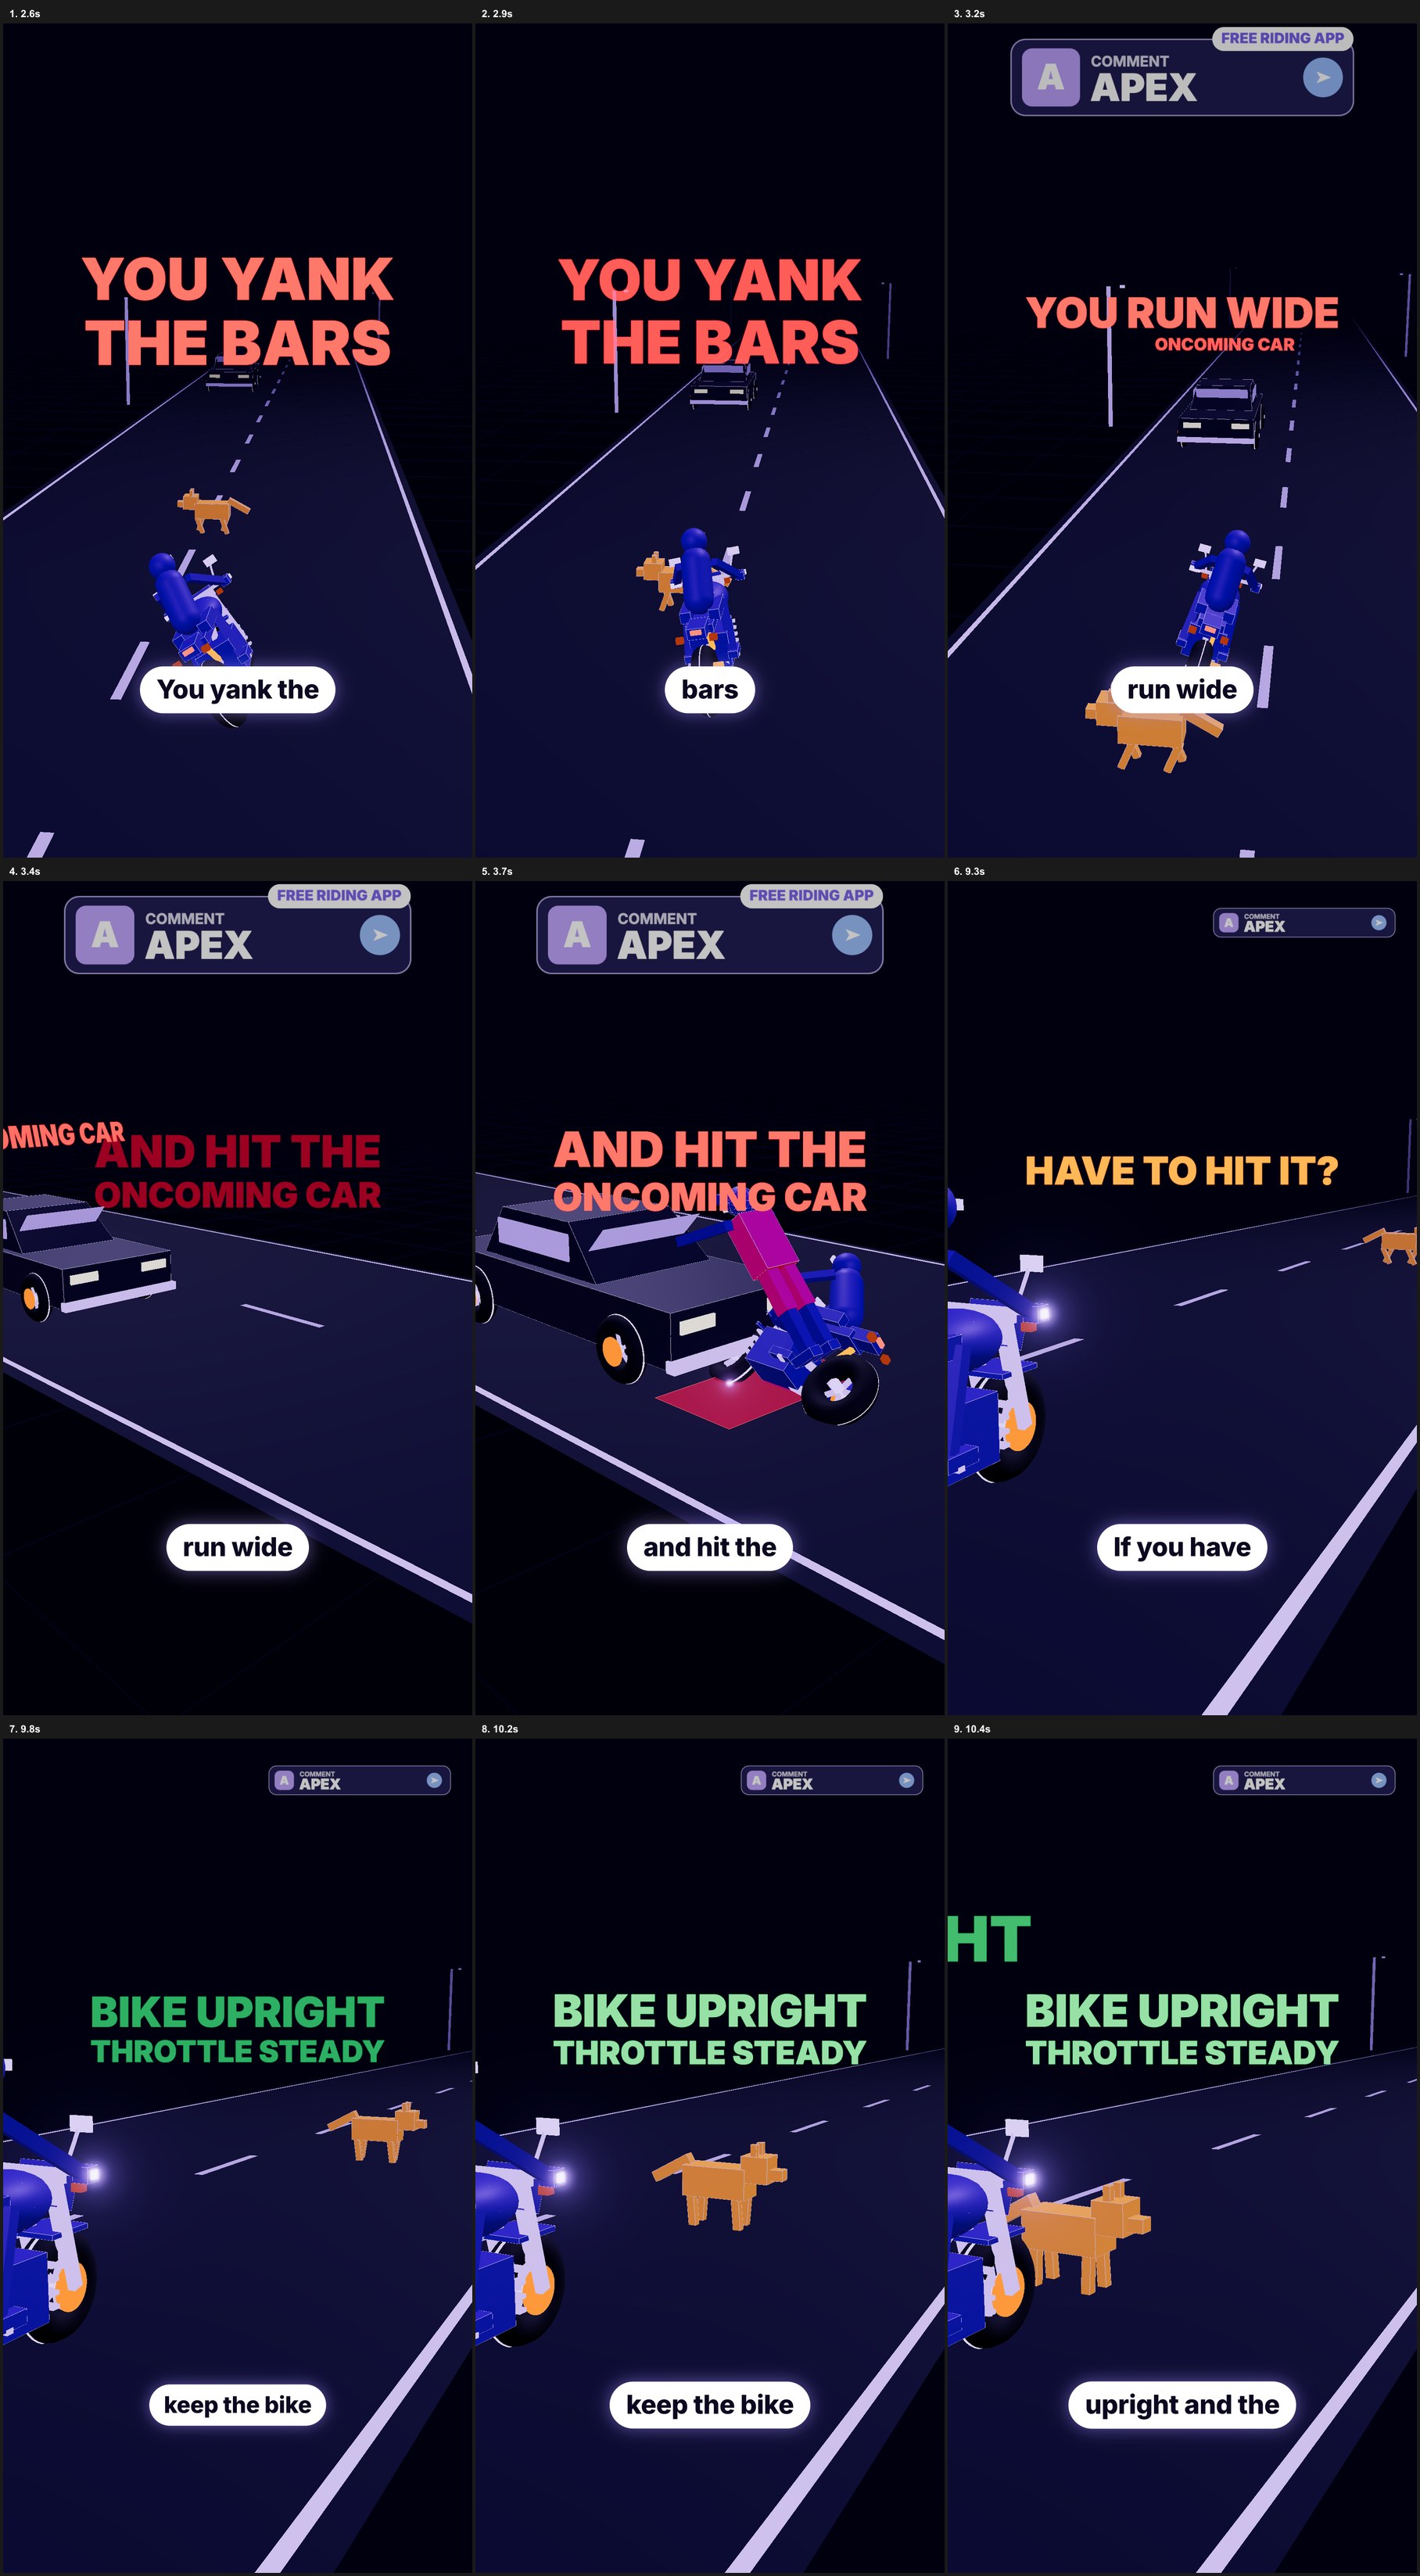 1. 2.6s
YOU YANK
THE BARS
You yank the
2. 2.9s
YOU YANK
THE BARS
bars
3. 3.2s
FREE RIDING APP
A
COMMENT
APEX
YOU RUN WIDE
ONCOMING CAR
run wide
4. 3.4s
FREE RIDING APP
A
COMMENT
APEX
OMING CAR
AND HIT THE
ONCOMING CAR
run wide
5. 3.7s
FREE RIDING APP
A
COMMENT
APEX
AND HIT THE
ONCOMING CAR
and hit the
6. 9.3s
A
COMMENT
APEX
HAVE TO HIT IT?
If you have
7. 9.8s
A
COMMENT
APEX
BIKE UPRIGHT
THROTTLE STEADY
keep the bike
8. 10.2s
A
COMMENT
APEX
BIKE UPRIGHT
THROTTLE STEADY
keep the bike
9. 10.4s
A
COMMENT
APEX
HT
BIKE UPRIGHT
THROTTLE STEADY
upright and the